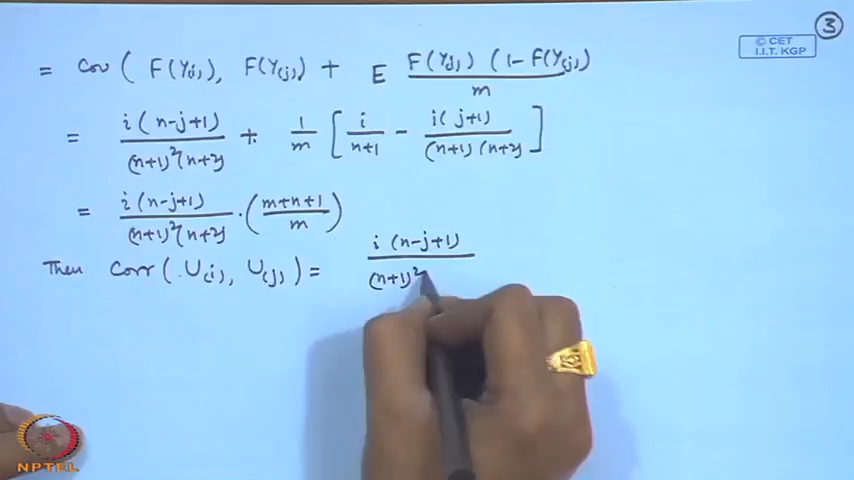 3
© CET
I.I.T. KGP
= Cov ( F(Y(i)), F(Y(j)) + E F(Y(i)) (1-F(Y(j)) / m
= i(n-j+1) / (n+1)²(n+2) + 1/m [ i/n+1 - i(j+1) / (n+1)(n+2) ]
= i(n-j+1) / (n+1)²(n+2) · ( m+n+1 / m )
Then Corr( U(i), U(j) ) = i(n-j+1) / (n+1)²
NPTEL